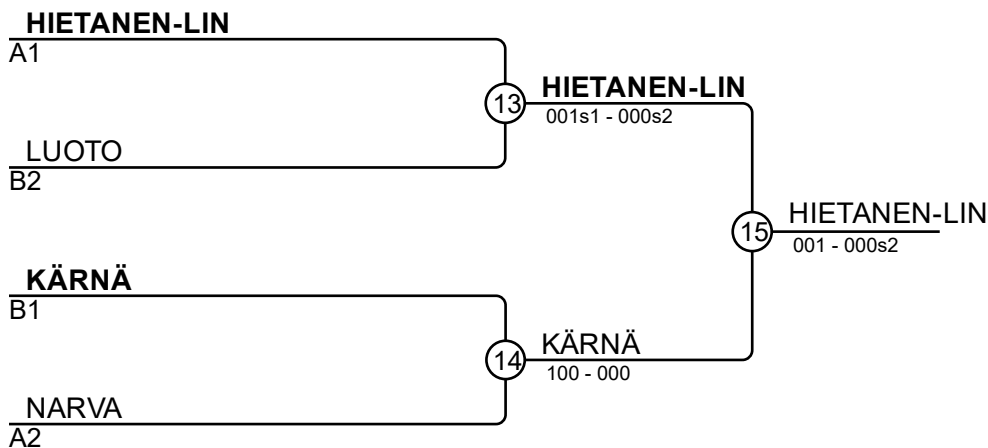 HIETANEN-LIN
A1
13
HIETANEN-LIN
001s1 - 000s2
LUOTO
B2
15
HIETANEN-LIN
001 - 000s2
KÄRNÄ
B1
14
KÄRNÄ
100 - 000
NARVA
A2